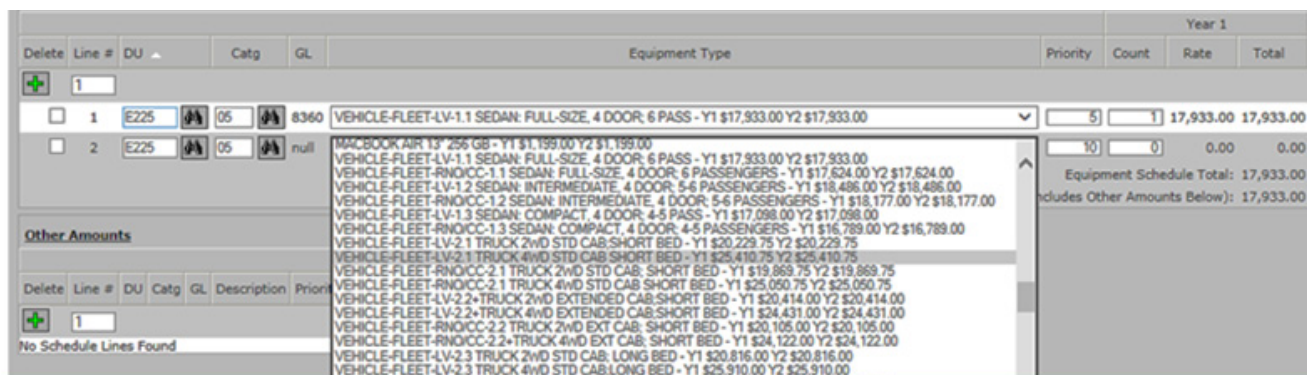 Year 1
Delete Line # DU Catg GL Equipment Type Priority Count Rate Total
1
1 E225 05 8360 VEHICLE-FLEET-LV-1.1 SEDAN: FULL-SIZE, 4 DOOR; 6 PASS - Y1 $17,933.00 Y2 $17,933.00 5 1 17,933.00 17,933.00
2 E225 05 null 10 0 0.00 0.00
MACBOOK AIR 13" 256 GB - Y1 $1,199.00 Y2 $1,199.00
VEHICLE-FLEET-LV-1.1 SEDAN: FULL-SIZE, 4 DOOR; 6 PASS - Y1 $17,933.00 Y2 $17,933.00
VEHICLE-FLEET-RNO/CC-1.1 SEDAN: FULL-SIZE, 4 DOOR; 6 PASSENGERS - Y1 $17,624.00 Y2 $17,624.00
VEHICLE-FLEET-LV-1.2 SEDAN: INTERMEDIATE, 4 DOOR; 5-6 PASSENGERS - Y1 $18,486.00 Y2 $18,486.00
VEHICLE-FLEET-RNO/CC-1.2 SEDAN: INTERMEDIATE, 4 DOOR; 5-6 PASSENGERS - Y1 $18,177.00 Y2 $18,177.00
VEHICLE-FLEET-LV-1.3 SEDAN: COMPACT, 4 DOOR; 4-5 PASS - Y1 $17,098.00 Y2 $17,098.00
VEHICLE-FLEET-RNO/CC-1.3 SEDAN: COMPACT, 4 DOOR; 4-5 PASSENGERS - Y1 $16,789.00 Y2 $16,789.00
VEHICLE-FLEET-LV-2.1 TRUCK 2WD STD CAB;SHORT BED - Y1 $20,229.75 Y2 $20,229.75
VEHICLE-FLEET-LV-2.1 TRUCK 4WD STD CAB SHORT BED - Y1 $25,410.75 Y2 $25,410.75
VEHICLE-FLEET-RNO/CC-2.1 TRUCK 2WD STD CAB; SHORT BED - Y1 $19,869.75 Y2 $19,869.75
VEHICLE-FLEET-RNO/CC-2.1 TRUCK 4WD STD CAB SHORT BED - Y1 $25,050.75 Y2 $25,050.75
VEHICLE-FLEET-LV-2.2+TRUCK 2WD EXTENDED CAB;SHORT BED - Y1 $20,414.00 Y2 $20,414.00
VEHICLE-FLEET-LV-2.2+TRUCK 4WD EXTENDED CAB;SHORT BED - Y1 $24,431.00 Y2 $24,431.00
VEHICLE-FLEET-RNO/CC-2.2 TRUCK 2WD EXT CAB; SHORT BED - Y1 $20,105.00 Y2 $20,105.00
VEHICLE-FLEET-RNO/CC-2.2+TRUCK 4WD EXT CAB; SHORT BED - Y1 $24,122.00 Y2 $24,122.00
VEHICLE-FLEET-LV-2.3 TRUCK 2WD STD CAB; LONG BED - Y1 $20,816.00 Y2 $20,816.00
VEHICLE-FLEET-LV-2.3 TRUCK 4WD STD CAB;LONG BED - Y1 $25,910.00 Y2 $25,910.00
Equipment Schedule Total: 17,933.00
cludes Other Amounts Below): 17,933.00
Other Amounts
Delete Line # DU Catg GL Description Priorit
1
No Schedule Lines Found